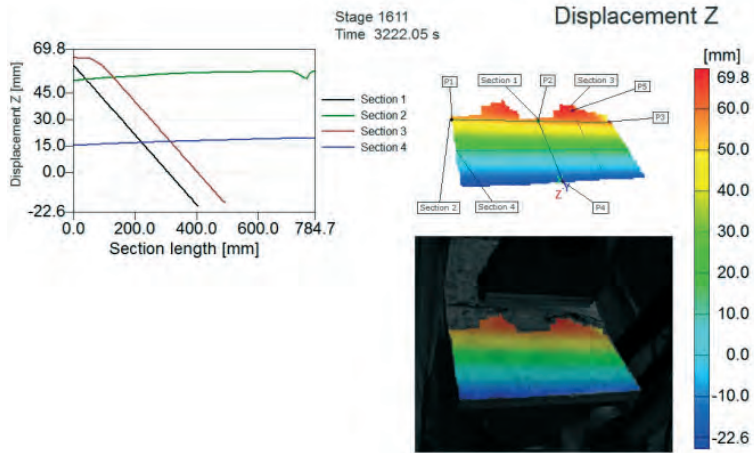 Stage 1611
Time 3222.05 s
Displacement Z
Displacement Z [mm]
69.8
45.0
30.0
15.0
0.0
-22.6
0.0
200.0
400.0
600.0
784.7
Section length [mm]
Section 1
Section 2
Section 3
Section 4
P1
Section 1
P2
Section 3
P5
P3
Section 2
Section 4
Z
Y
P4
[mm]
69.8
60.0
50.0
40.0
30.0
20.0
10.0
0.0
-10.0
-22.6